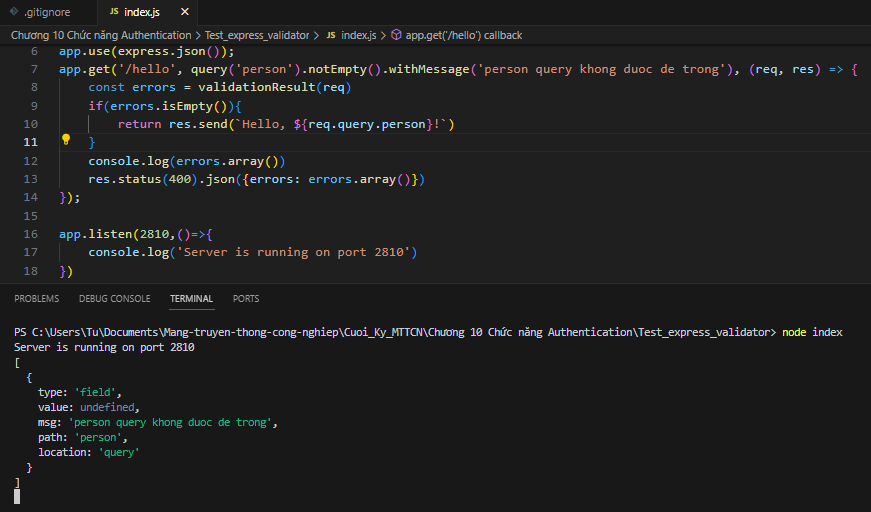 .gitignore
JS index.js ×
Chương 10 Chức năng Authentication > Test_express_validator > JS index.js > app.get('/hello') callback
6 app.use(express.json());
7 app.get('/hello', query('person').notEmpty().withMessage('person query khong duoc de trong'), (req, res) => {
8 const errors = validationResult(req)
9 if(errors.isEmpty()){
10 return res.send(`Hello, ${req.query.person}!`)
11 }
12 console.log(errors.array())
13 res.status(400).json({errors: errors.array()})
14 });
15
16 app.listen(2810,()=>{
17 console.log('Server is running on port 2810')
18 })
PROBLEMS DEBUG CONSOLE TERMINAL PORTS
PS C:\Users\Tu\Documents\Mang-truyen-thong-cong-nghiep\Cuoi_Ky_MTTCN\Chương 10 Chức năng Authentication\Test_express_validator> node index
Server is running on port 2810
[
{
type: 'field',
value: undefined,
msg: 'person query khong duoc de trong',
path: 'person',
location: 'query'
}
]